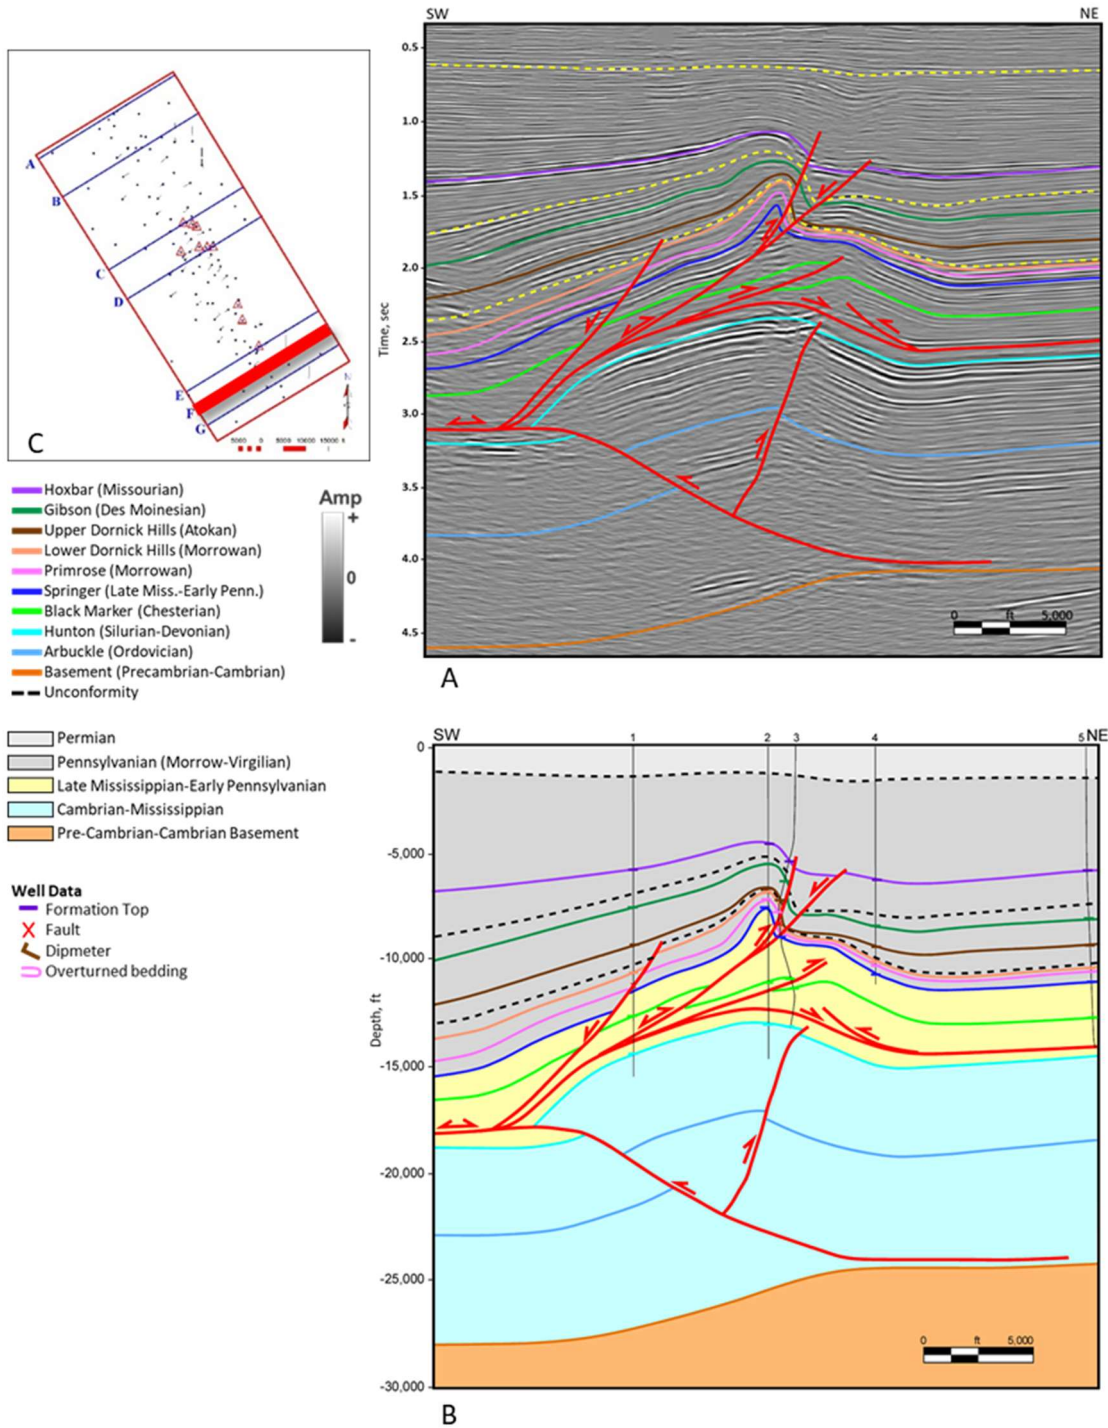 SW
NE
0.5
1.0
1.5
2.0
2.5
3.0
3.5
4.0
4.5
Time, sec
0 ft 5,000
A
A
B
C
D
E
F
G
N
5000 0 5000 10000 15000
C
Hoxbar (Missourian)
Gibson (Des Moinesian)
Upper Dornick Hills (Atokan)
Lower Dornick Hills (Morrowan)
Primrose (Morrowan)
Springer (Late Miss.-Early Penn.)
Black Marker (Chesterian)
Hunton (Silurian-Devonian)
Arbuckle (Ordovician)
Basement (Precambrian-Cambrian)
Unconformity
Amp
+
0
-
Permian
Pennsylvanian (Morrow-Virgilian)
Late Mississippian-Early Pennsylvanian
Cambrian-Mississippian
Pre-Cambrian-Cambrian Basement
Well Data
Formation Top
Fault
Dipmeter
Overturned bedding
SW 1 2 3 4 5 NE
0
-5,000
-10,000
-15,000
-20,000
-25,000
-30,000
Depth, ft
0 ft 5,000
B